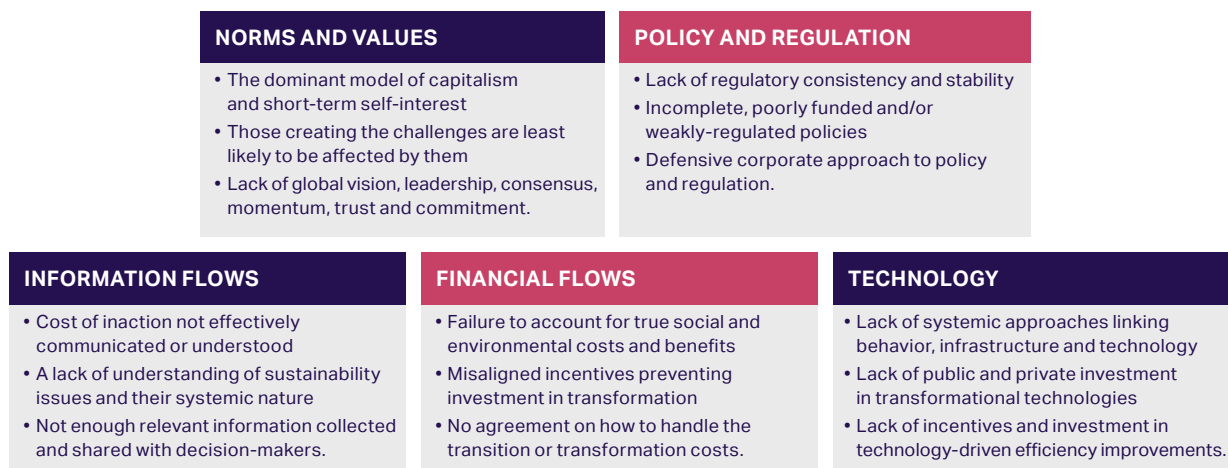 NORMS AND VALUES
• The dominant model of capitalism
and short-term self-interest
• Those creating the challenges are least
likely to be affected by them
• Lack of global vision, leadership, consensus,
momentum, trust and commitment.
POLICY AND REGULATION
• Lack of regulatory consistency and stability
• Incomplete, poorly funded and/or
weakly-regulated policies
• Defensive corporate approach to policy
and regulation.
INFORMATION FLOWS
• Cost of inaction not effectively
communicated or understood
• A lack of understanding of sustainability
issues and their systemic nature
• Not enough relevant information collected
and shared with decision-makers.
FINANCIAL FLOWS
• Failure to account for true social and
environmental costs and benefits
• Misaligned incentives preventing
investment in transformation
• No agreement on how to handle the
transition or transformation costs.
TECHNOLOGY
• Lack of systemic approaches linking
behavior, infrastructure and technology
• Lack of public and private investment
in transformational technologies
• Lack of incentives and investment in
technology-driven efficiency improvements.